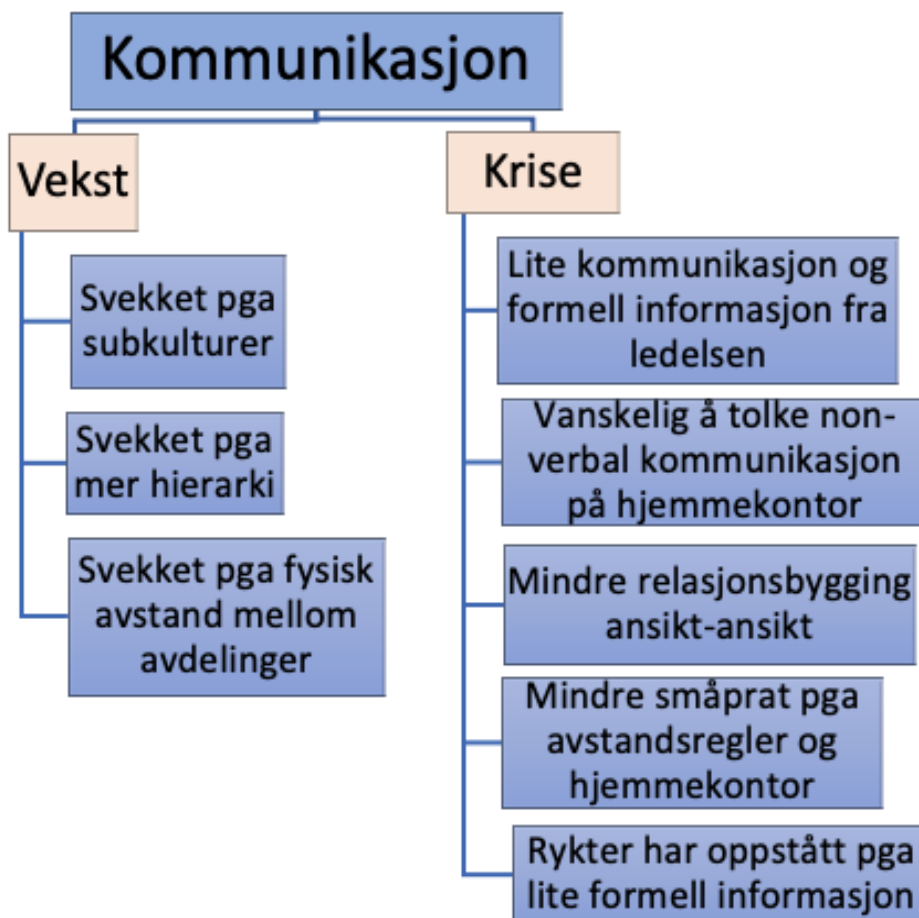 Kommunikasjon
Vekst
Svekket pga
subkulturer
Svekket pga
mer hierarki
Svekket pga fysisk
avstand mellom
avdelinger
Krise
Lite kommunikasjon og
formell informasjon fra
ledelsen
Vanskelig å tolke non-
verbal kommunikasjon
på hjemmekontor
Mindre relasjonsbygging
ansikt-ansikt
Mindre småprat pga
avstandsregler og
hjemmekontor
Rykter har oppstått pga
lite formell informasjon